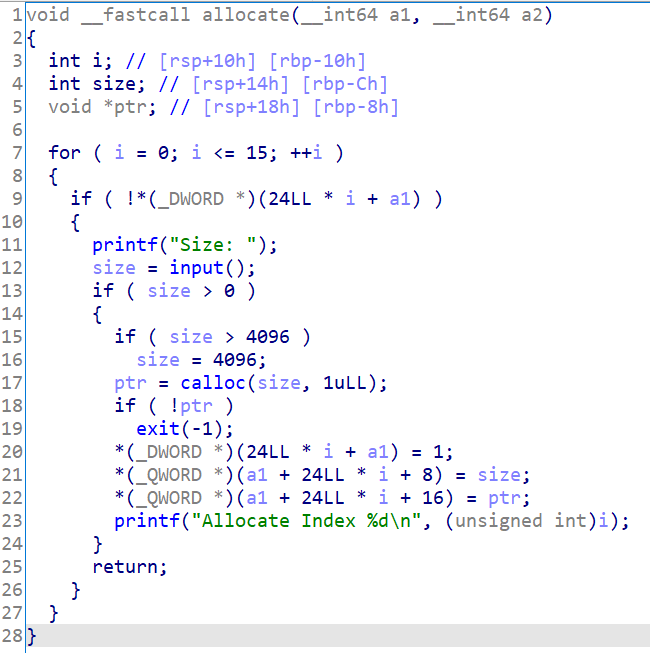 1 void __fastcall allocate(__int64 a1, __int64 a2)
2 {
3   int i; // [rsp+10h] [rbp-10h]
4   int size; // [rsp+14h] [rbp-Ch]
5   void *ptr; // [rsp+18h] [rbp-8h]
6
7   for ( i = 0; i <= 15; ++i )
8   {
9     if ( !*(_DWORD *)(24LL * i + a1) )
10     {
11       printf("Size: ");
12       size = input();
13       if ( size > 0 )
14       {
15         if ( size > 4096 )
16           size = 4096;
17         ptr = calloc(size, 1uLL);
18         if ( !ptr )
19           exit(-1);
20         *(_DWORD *)(24LL * i + a1) = 1;
21         *(_QWORD *)(a1 + 24LL * i + 8) = size;
22         *(_QWORD *)(a1 + 24LL * i + 16) = ptr;
23         printf("Allocate Index %d\n", (unsigned int)i);
24       }
25       return;
26     }
27   }
28 }